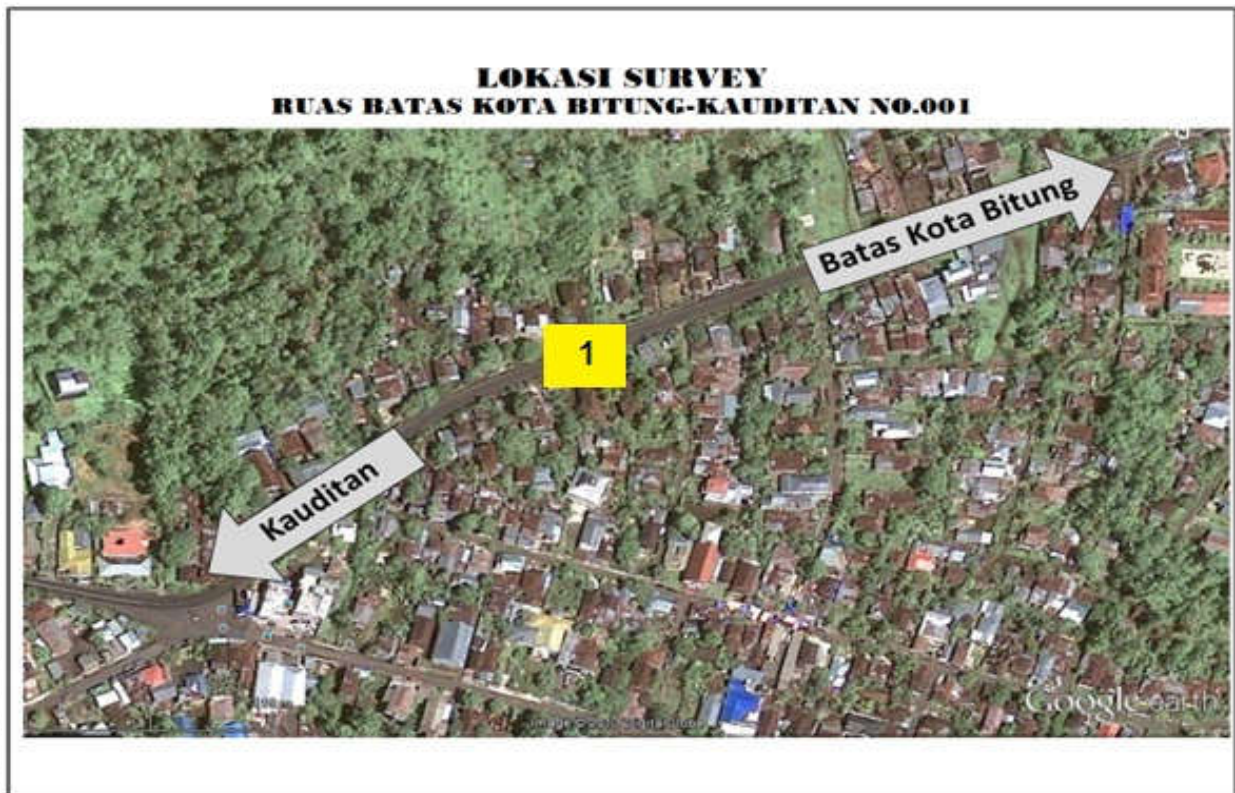 LOKASI SURVEY
RUAS BATAS KOTA BITUNG-KAUDITAN NO.001
Batas Kota Bitung
1
Kauditan
Google earth